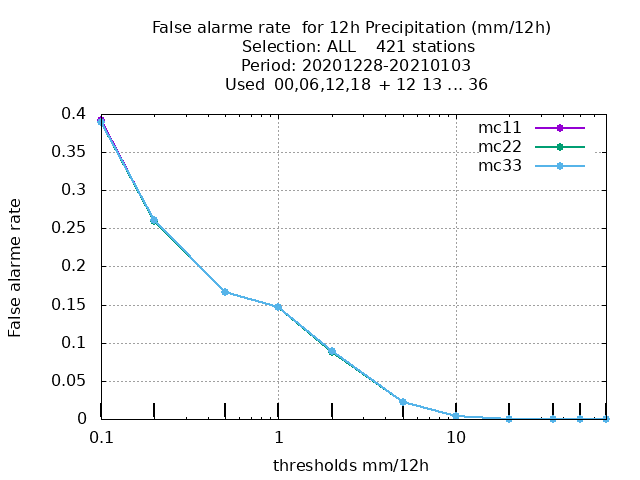 False alarme rate  for 12h Precipitation (mm/12h)
Selection: ALL    421 stations
Period: 20201228-20210103
Used  00,06,12,18  + 12 13 ... 36
mc11
mc22
mc33
False alarme rate
0.4
0.35
0.3
0.25
0.2
0.15
0.1
0.05
0
0.1
1
10
thresholds mm/12h